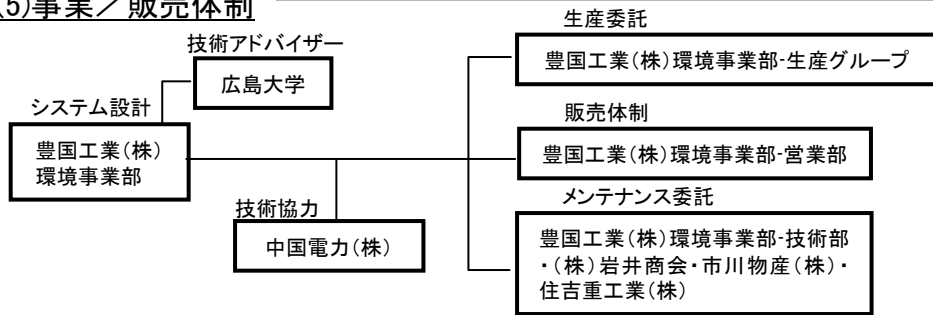 (5)事業／販売体制
生産委託
豊国工業(株)環境事業部-生産グループ
技術アドバイザー
広島大学
システム設計
豊国工業(株)
環境事業部
販売体制
豊国工業(株)環境事業部-営業部
技術協力
中国電力(株)
メンテナンス委託
豊国工業(株)環境事業部-技術部
・(株)岩井商会・市川物産(株)・
住吉重工業(株)